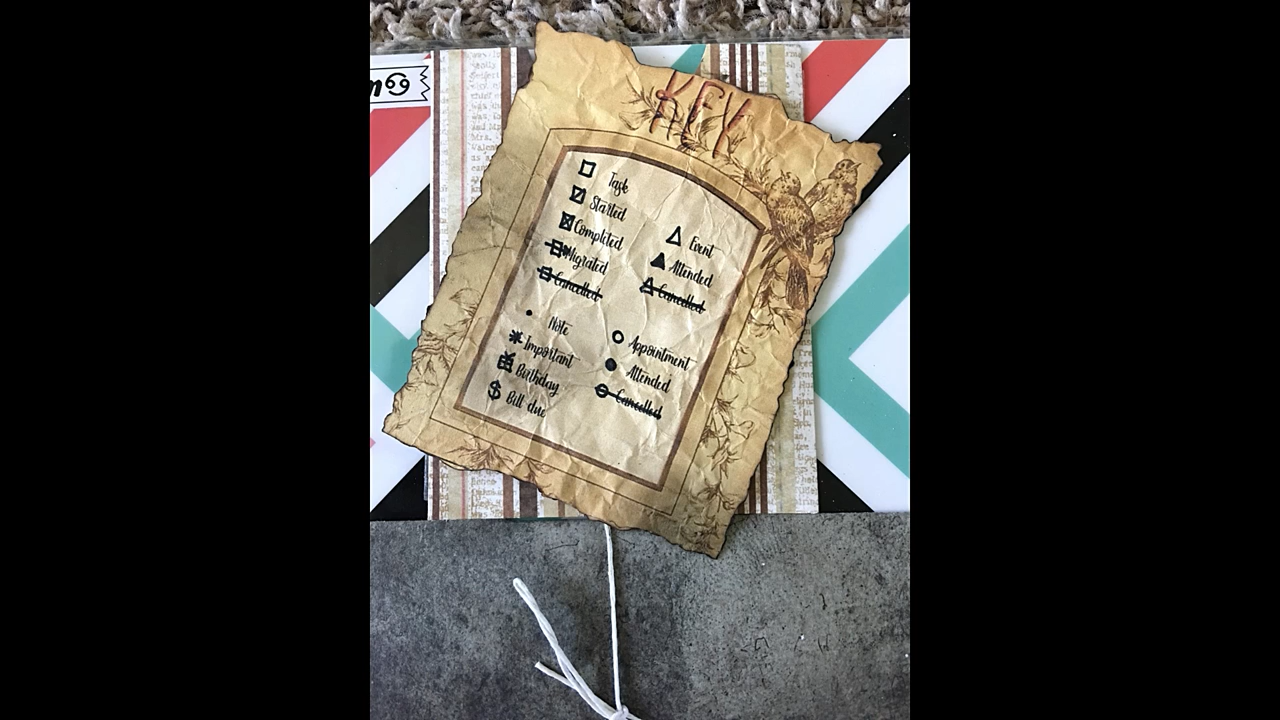 KEY
Task
Started
Completed
Migrated
Cancelled
Event
Attended
Cancelled
Note
Important
Birthday
$ Bill due
Appointment
Attended
Cancelled